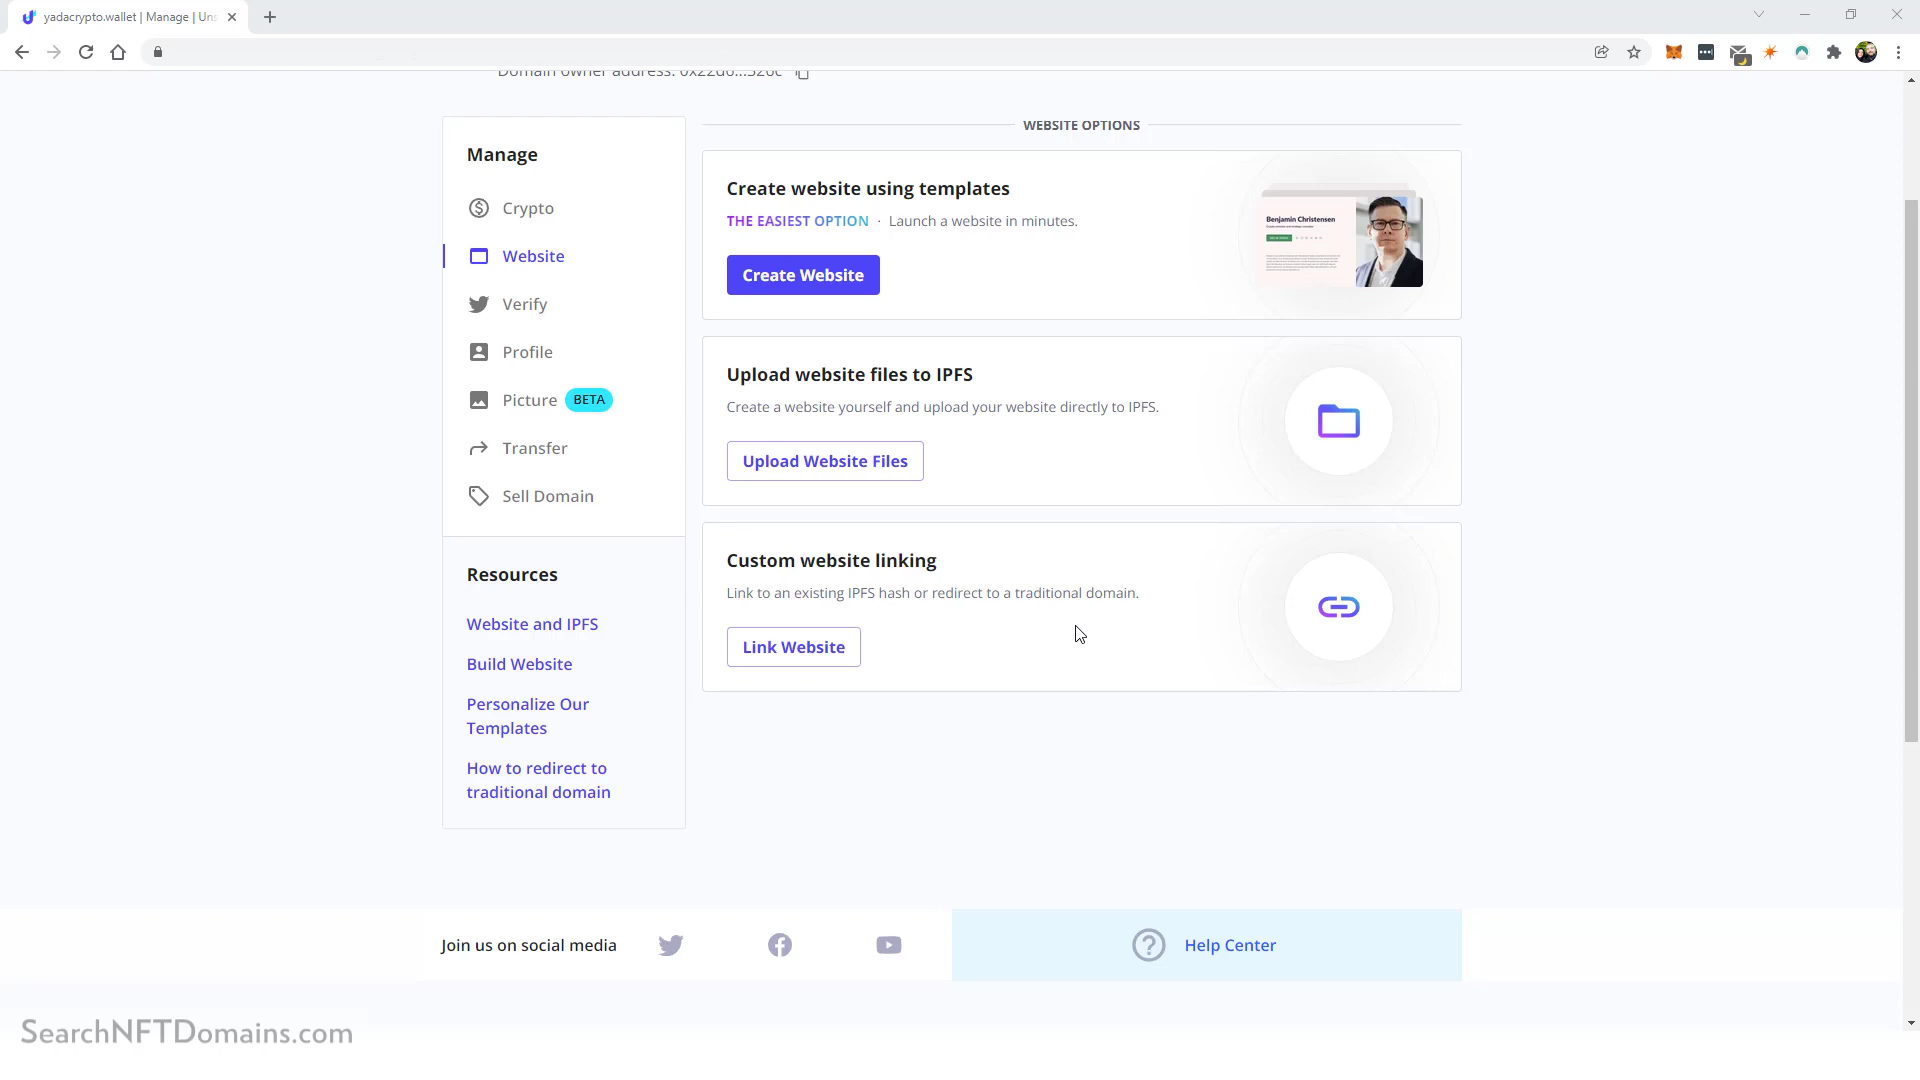 yadacrypto.wallet | Manage | Uns
Domain owner address: 0x22d6...526c
Manage
Crypto
Website
Verify
Profile
Picture BETA
Transfer
Sell Domain
Resources
Website and IPFS
Build Website
Personalize Our
Templates
How to redirect to
traditional domain
WEBSITE OPTIONS
Create website using templates
THE EASIEST OPTION · Launch a website in minutes.
Create Website
Benjamin Christensen
Upload website files to IPFS
Create a website yourself and upload your website directly to IPFS.
Upload Website Files
Custom website linking
Link to an existing IPFS hash or redirect to a traditional domain.
Link Website
Join us on social media
Help Center
SearchNFTDomains.com